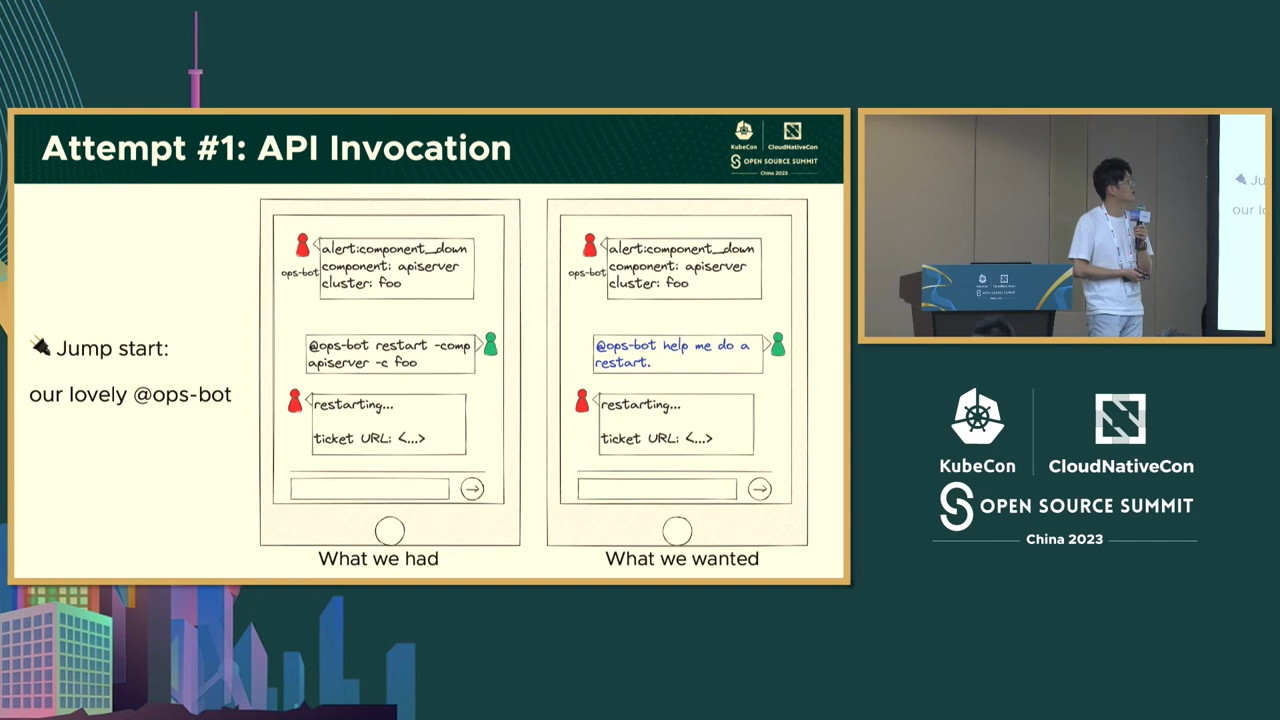 Attempt #1: API Invocation
KubeCon
CloudNativeCon
OPEN SOURCE SUMMIT
China 2023
Jump start:
our lovely @ops-bot
ops-bot
alert:component_down
component: apiserver
cluster: foo
@ops-bot restart -comp
apiserver -c foo
restarting...
ticket URL: <...>
What we had
ops-bot
alert:component_down
component: apiserver
cluster: foo
@ops-bot help me do a
restart.
restarting...
ticket URL: <...>
What we wanted
Ju
our lo
KubeCon
CloudNativeCon
OPEN SOURCE SUMMIT
China 2023